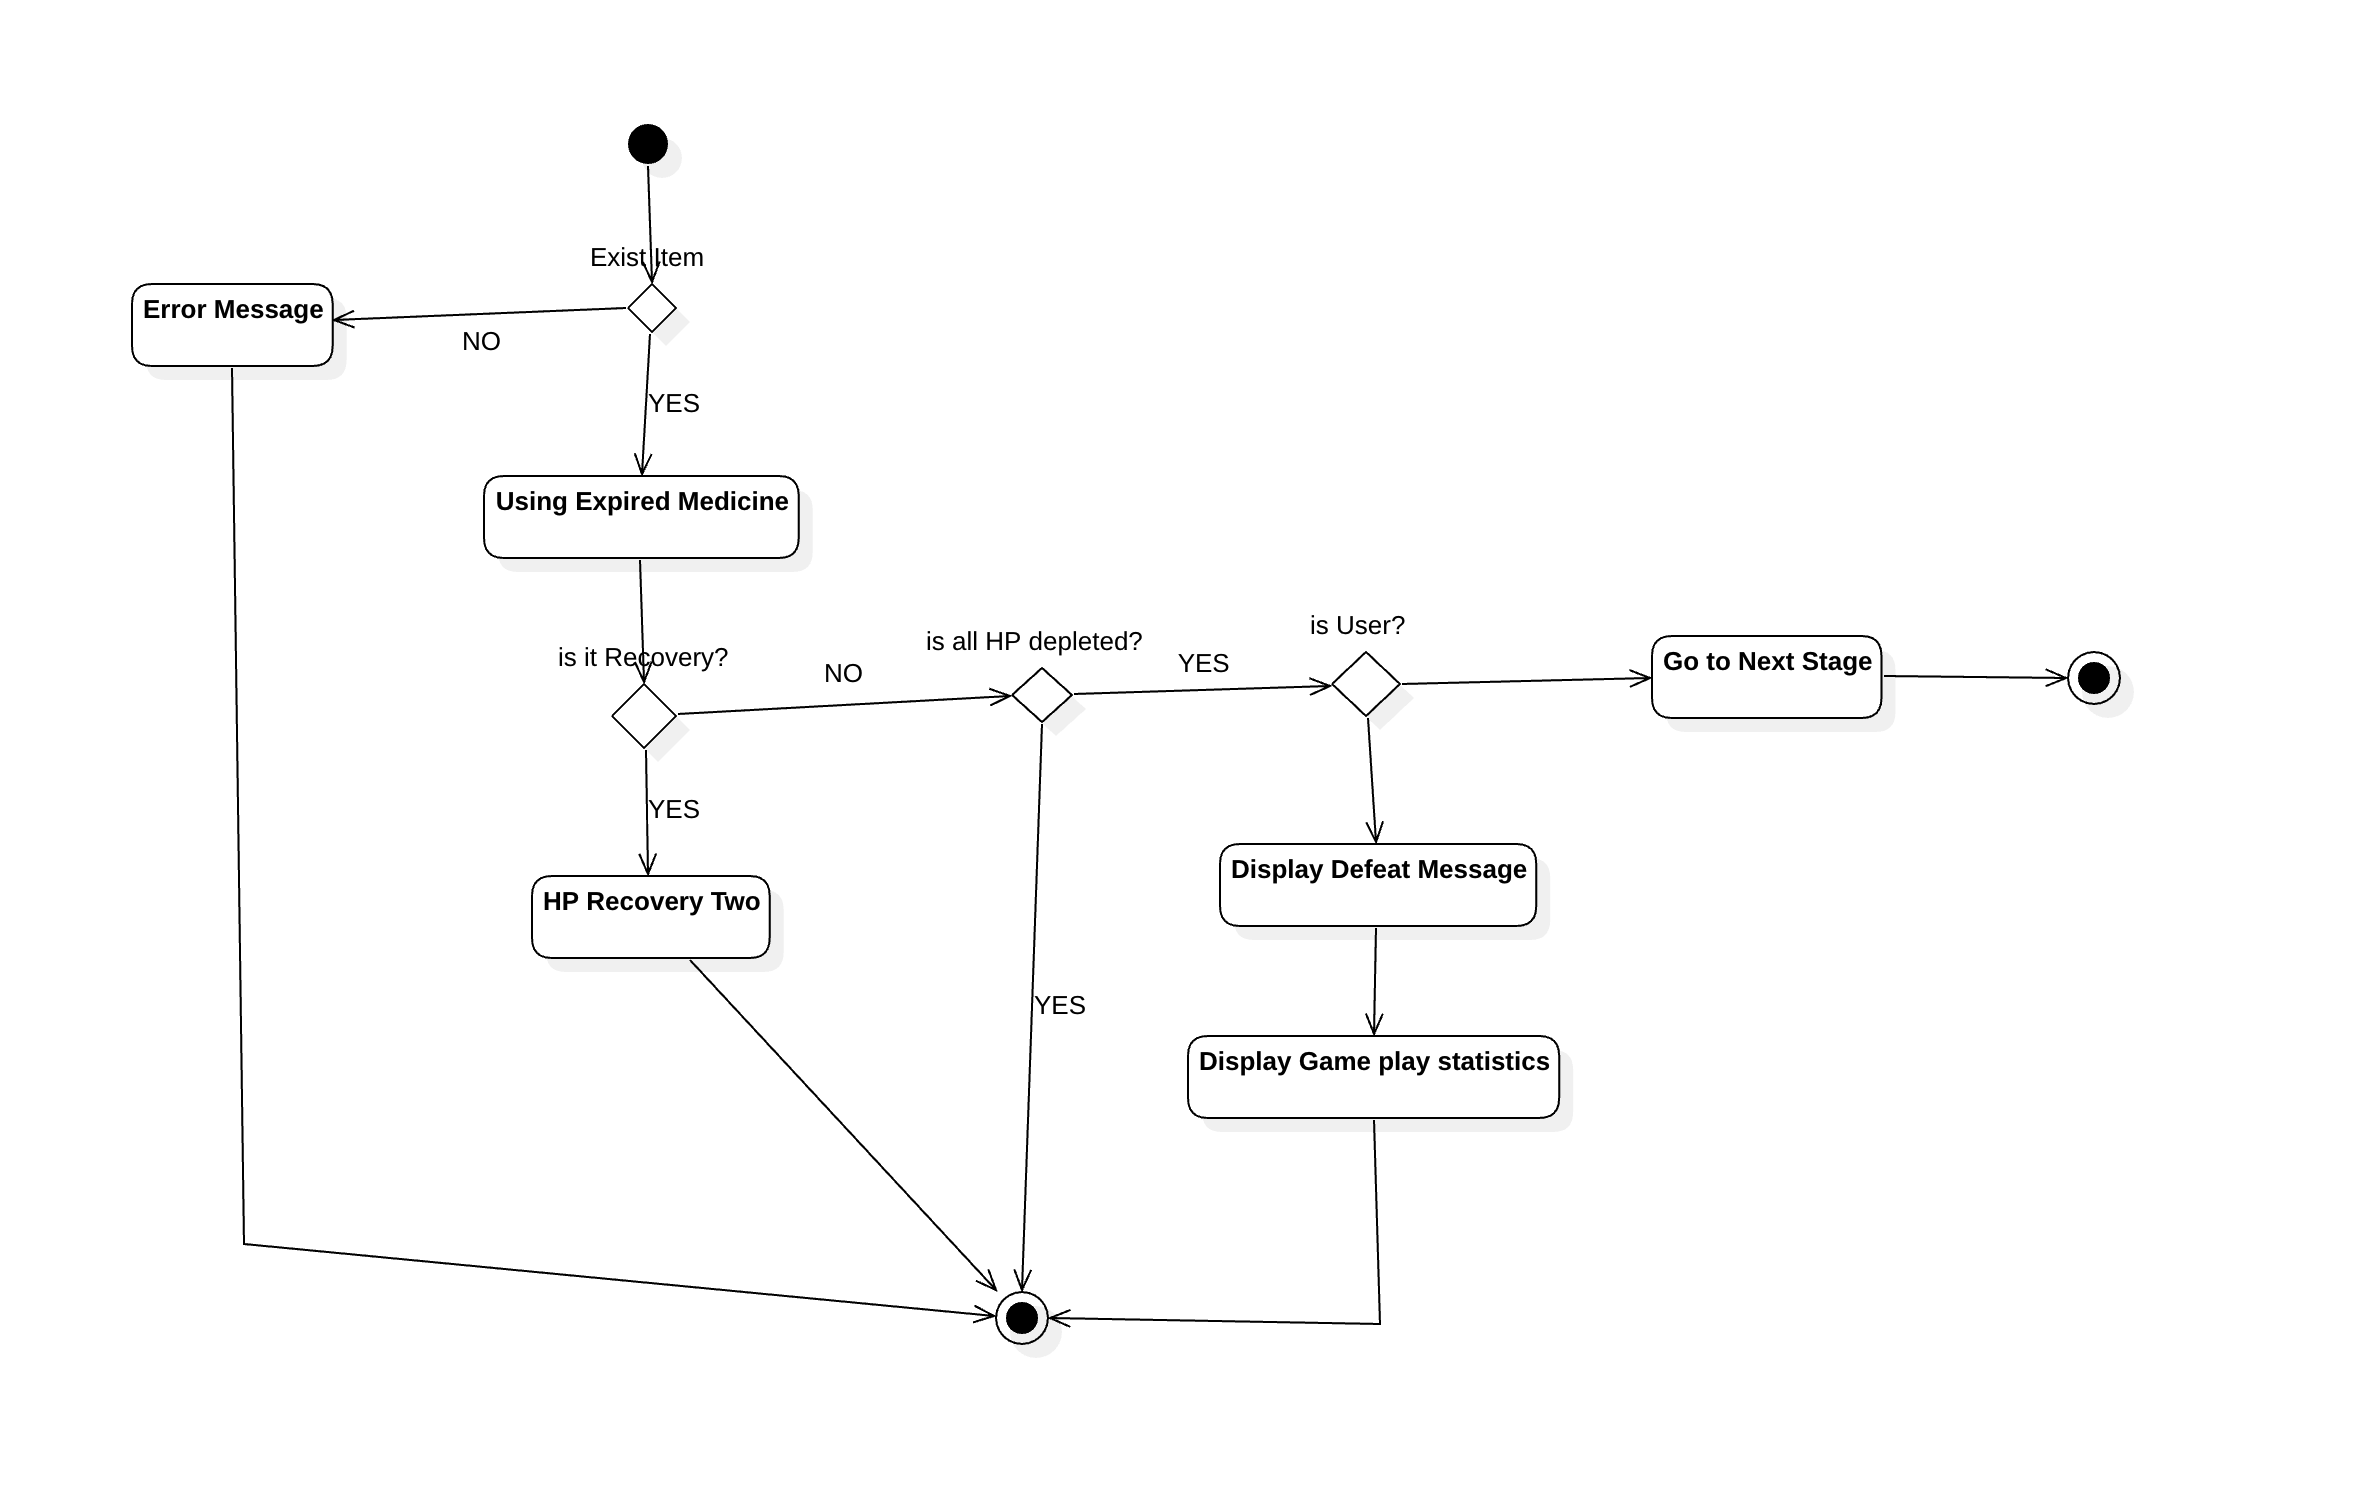 Exist Item
Error Message
NO
YES
Using Expired Medicine
is it Recovery?
NO
is all HP depleted?
YES
is User?
Go to Next Stage
YES
HP Recovery Two
Display Defeat Message
YES
Display Game play statistics